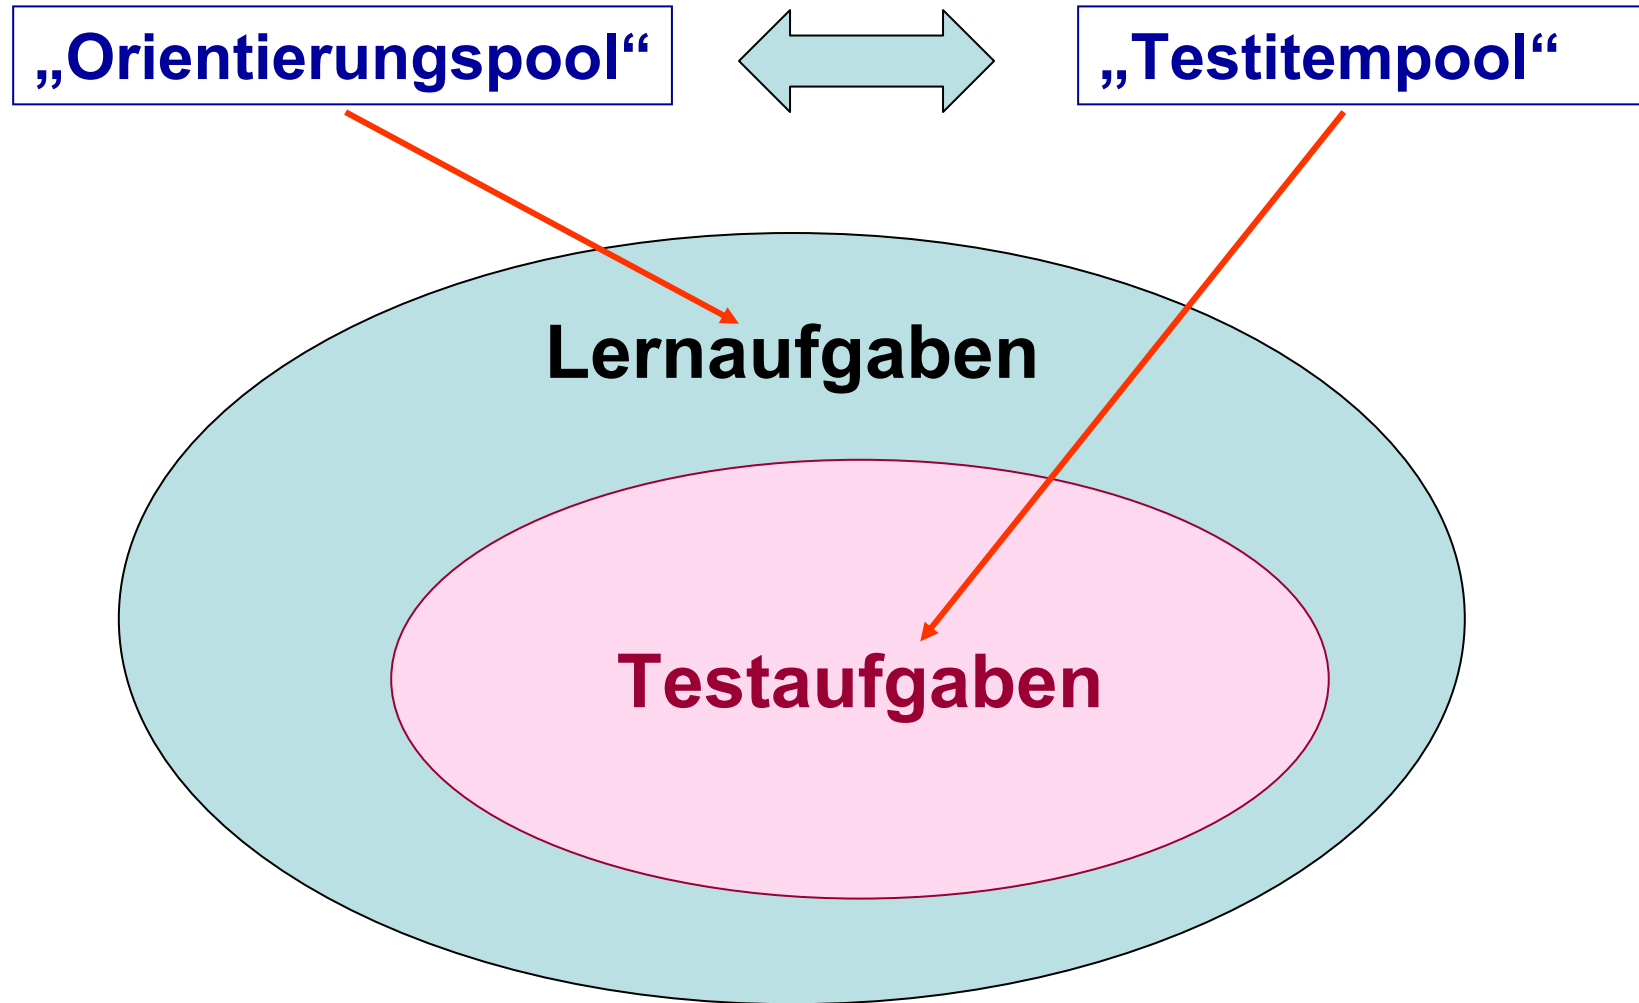 „Orientierungspool“
„Testitempool“
Lernaufgaben
Testaufgaben